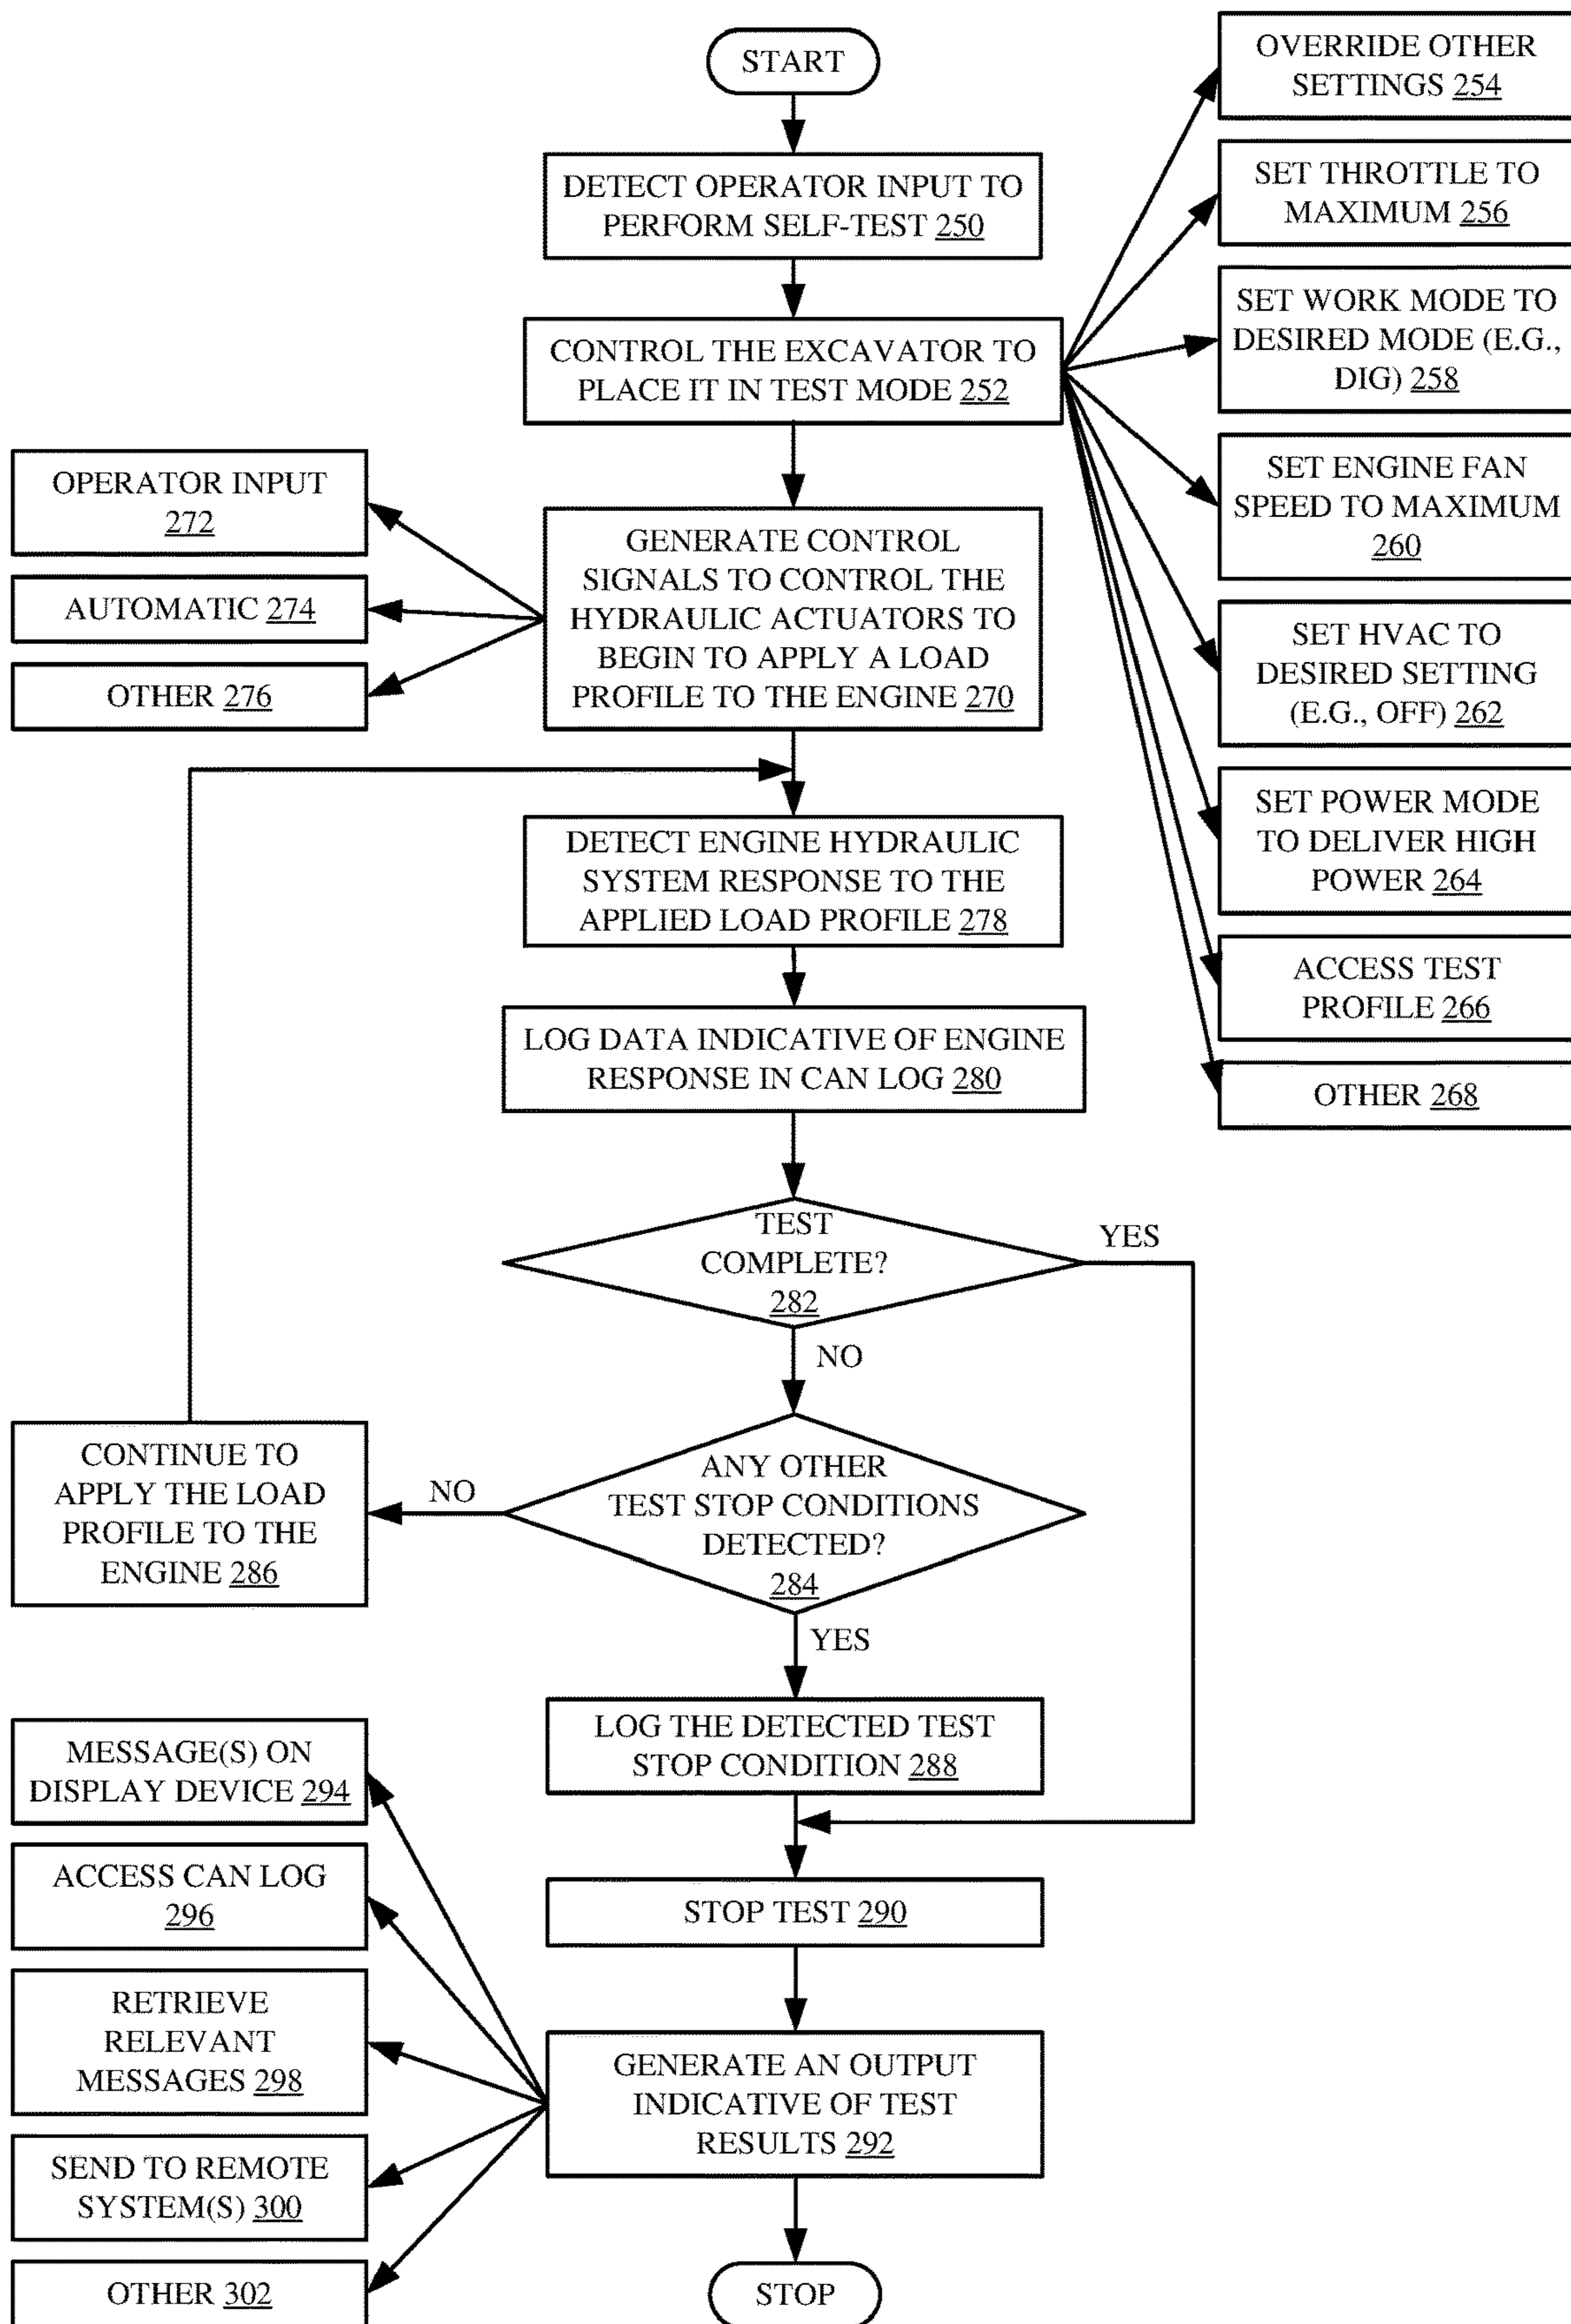 START
DETECT OPERATOR INPUT TO
PERFORM SELF-TEST 250
CONTROL THE EXCAVATOR TO
PLACE IT IN TEST MODE 252
OVERRIDE OTHER
SETTINGS 254
SET THROTTLE TO
MAXIMUM 256
SET WORK MODE TO
DESIRED MODE (E.G.,
DIG) 258
SET ENGINE FAN
SPEED TO MAXIMUM
260
SET HVAC TO
DESIRED SETTING
(E.G., OFF) 262
SET POWER MODE
TO DELIVER HIGH
POWER 264
ACCESS TEST
PROFILE 266
OTHER 268
GENERATE CONTROL
SIGNALS TO CONTROL THE
HYDRAULIC ACTUATORS TO
BEGIN TO APPLY A LOAD
PROFILE TO THE ENGINE 270
OPERATOR INPUT
272
AUTOMATIC 274
OTHER 276
DETECT ENGINE HYDRAULIC
SYSTEM RESPONSE TO THE
APPLIED LOAD PROFILE 278
LOG DATA INDICATIVE OF ENGINE
RESPONSE IN CAN LOG 280
TEST
COMPLETE?
282
YES
NO
ANY OTHER
TEST STOP CONDITIONS
DETECTED?
284
NO
CONTINUE TO
APPLY THE LOAD
PROFILE TO THE
ENGINE 286
YES
LOG THE DETECTED TEST
STOP CONDITION 288
STOP TEST 290
GENERATE AN OUTPUT
INDICATIVE OF TEST
RESULTS 292
MESSAGE(S) ON
DISPLAY DEVICE 294
ACCESS CAN LOG
296
RETRIEVE
RELEVANT
MESSAGES 298
SEND TO REMOTE
SYSTEM(S) 300
OTHER 302
STOP